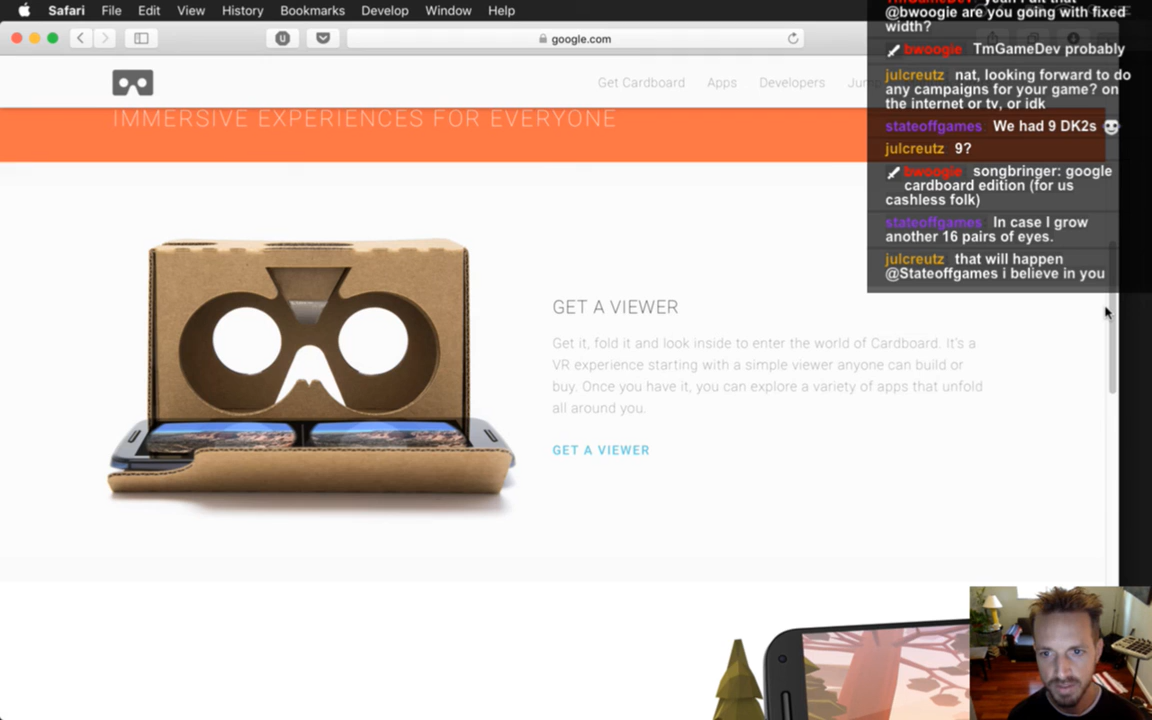 Safari File Edit View History Bookmarks Develop Window Help
google.com
Get Cardboard Apps Developers
IMMERSIVE EXPERIENCES FOR EVERYONE
GET A VIEWER
Get it, fold it and look inside to enter the world of Cardboard. It's a
VR experience starting with a simple viewer anyone can build or
buy. Once you have it, you can explore a variety of apps that unfold
all around you.
GET A VIEWER
@bwoogie are you going with fixed
width?
bwoogie TmGameDev probably
julcreutz nat, looking forward to do
any campaigns for your game? on
the internet or tv, or idk
stateoffgames We had 9 DK2s
julcreutz 9?
bwoogie songbringer: google
cardboard edition (for us
cashless folk)
stateoffgames In case I grow
another 16 pairs of eyes.
julcreutz that will happen
@Stateoffgames i believe in you